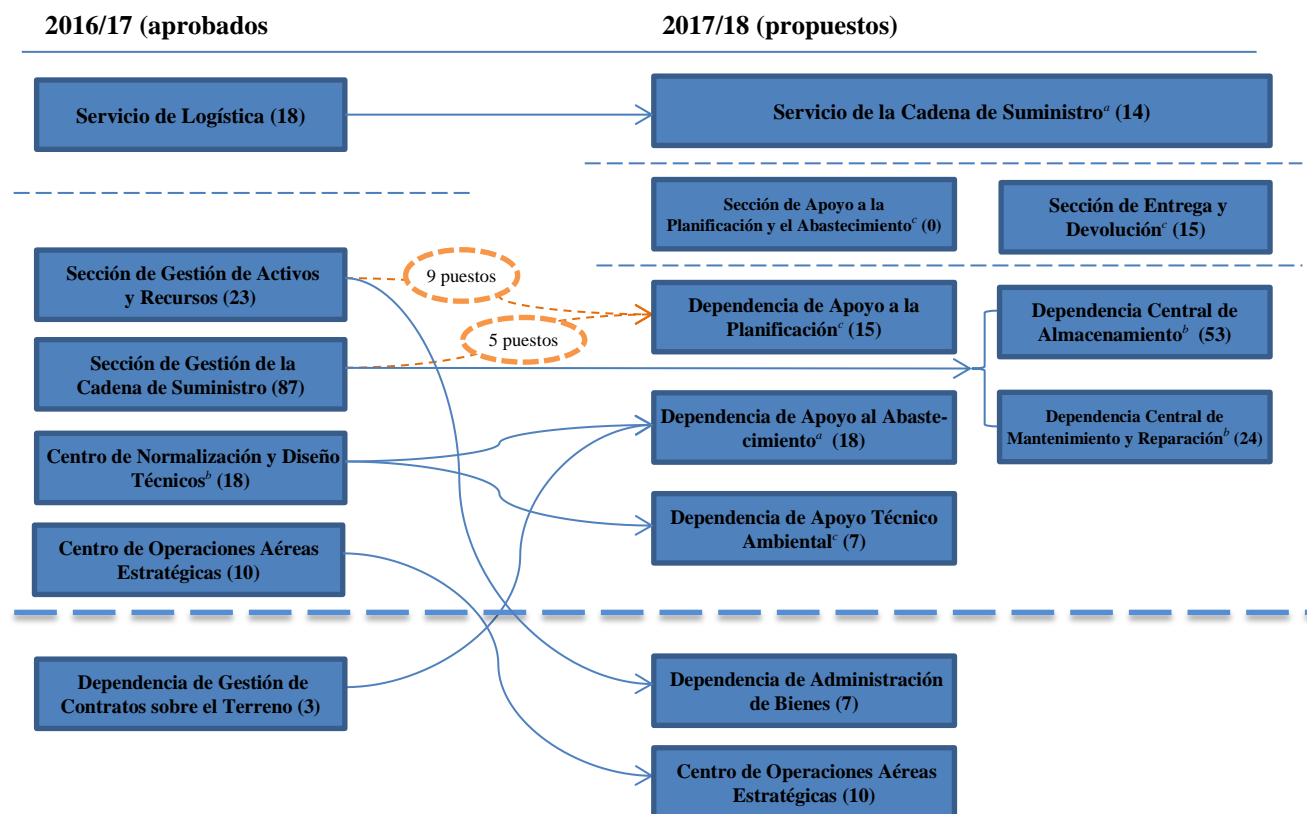 2016/17 (aprobados
2017/18 (propuestos)
Servicio de Logística (18)
Servicio de la Cadena de Suministroᵃ (14)
Sección de Apoyo a la
Planificación y el Abastecimientoᶜ (0)
Sección de Entrega y
Devoluciónᶜ (15)
Sección de Gestión de Activos
y Recursos (23)
9 puestos
Dependencia de Apoyo a la
Planificaciónᶜ (15)
Dependencia Central de
Almacenamientoᵇ (53)
5 puestos
Sección de Gestión de la
Cadena de Suministro (87)
Dependencia de Apoyo al Abaste-
cimientoᵃ (18)
Dependencia Central de
Mantenimiento y Reparaciónᵇ (24)
Centro de Normalización y Diseño
Técnicosᵇ (18)
Dependencia de Apoyo Técnico
Ambientalᶜ (7)
Centro de Operaciones Aéreas
Estratégicas (10)
Dependencia de Gestión de
Contratos sobre el Terreno (3)
Dependencia de Administración
de Bienes (7)
Centro de Operaciones Aéreas
Estratégicas (10)